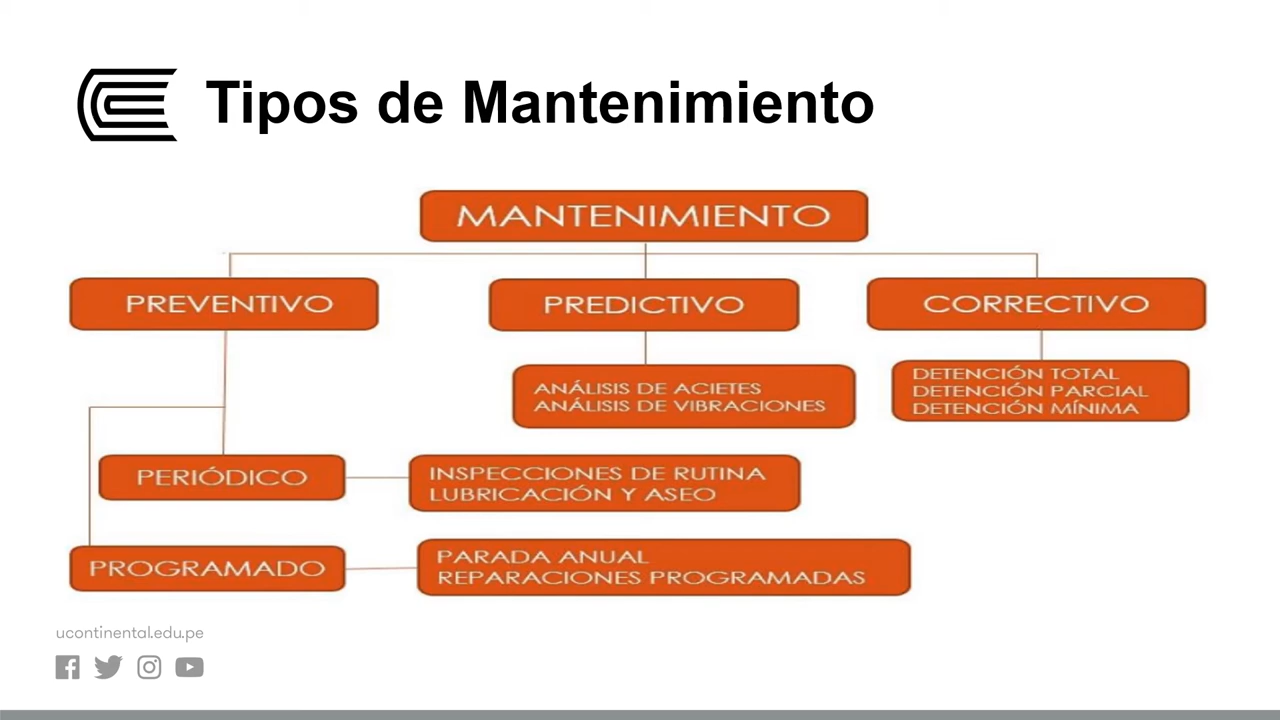 Tipos de Mantenimiento
MANTENIMIENTO
PREVENTIVO
PREDICTIVO
CORRECTIVO
ANÁLISIS DE ACIETES
ANÁLISIS DE VIBRACIONES
DETENCIÓN TOTAL
DETENCIÓN PARCIAL
DETENCIÓN MÍNIMA
PERIÓDICO
INSPECCIONES DE RUTINA
LUBRICACIÓN Y ASEO
PROGRAMADO
PARADA ANUAL
REPARACIONES PROGRAMADAS
ucontinental.edu.pe